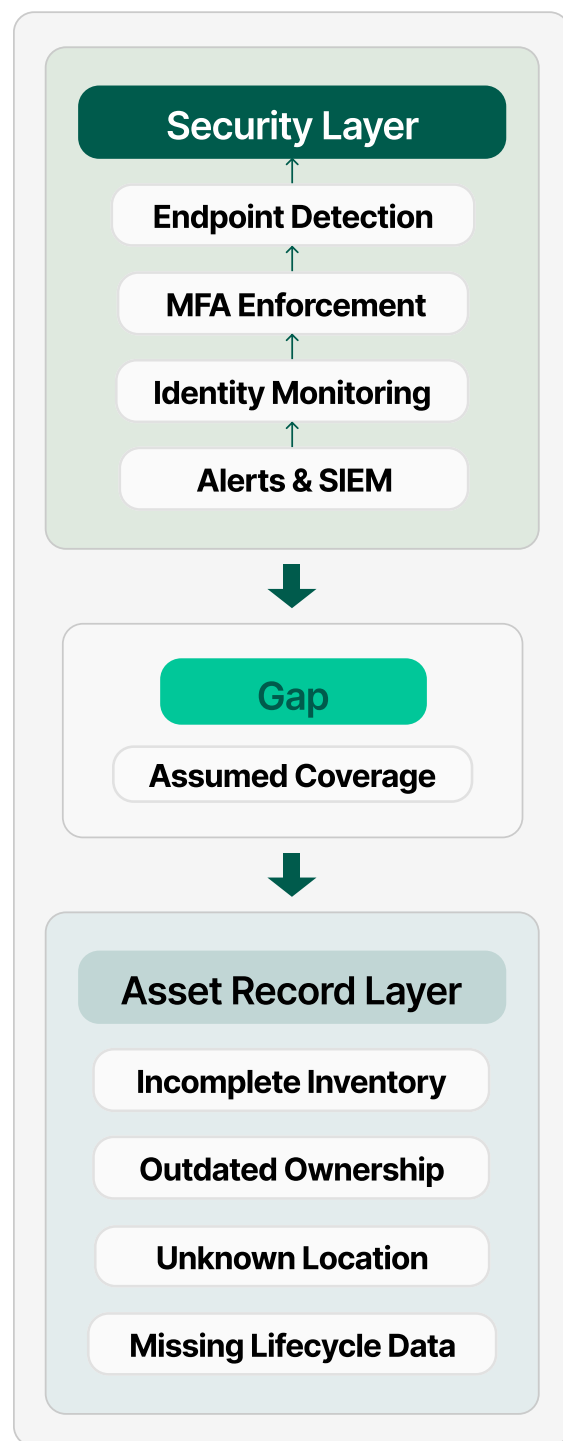 Security Layer
Endpoint Detection
MFA Enforcement
Identity Monitoring
Alerts & SIEM
Gap
Assumed Coverage
Asset Record Layer
Incomplete Inventory
Outdated Ownership
Unknown Location
Missing Lifecycle Data